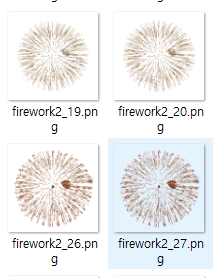 firework2_19.pn
g
firework2_20.pn
g
firework2_26.pn
g
firework2_27.pn
g